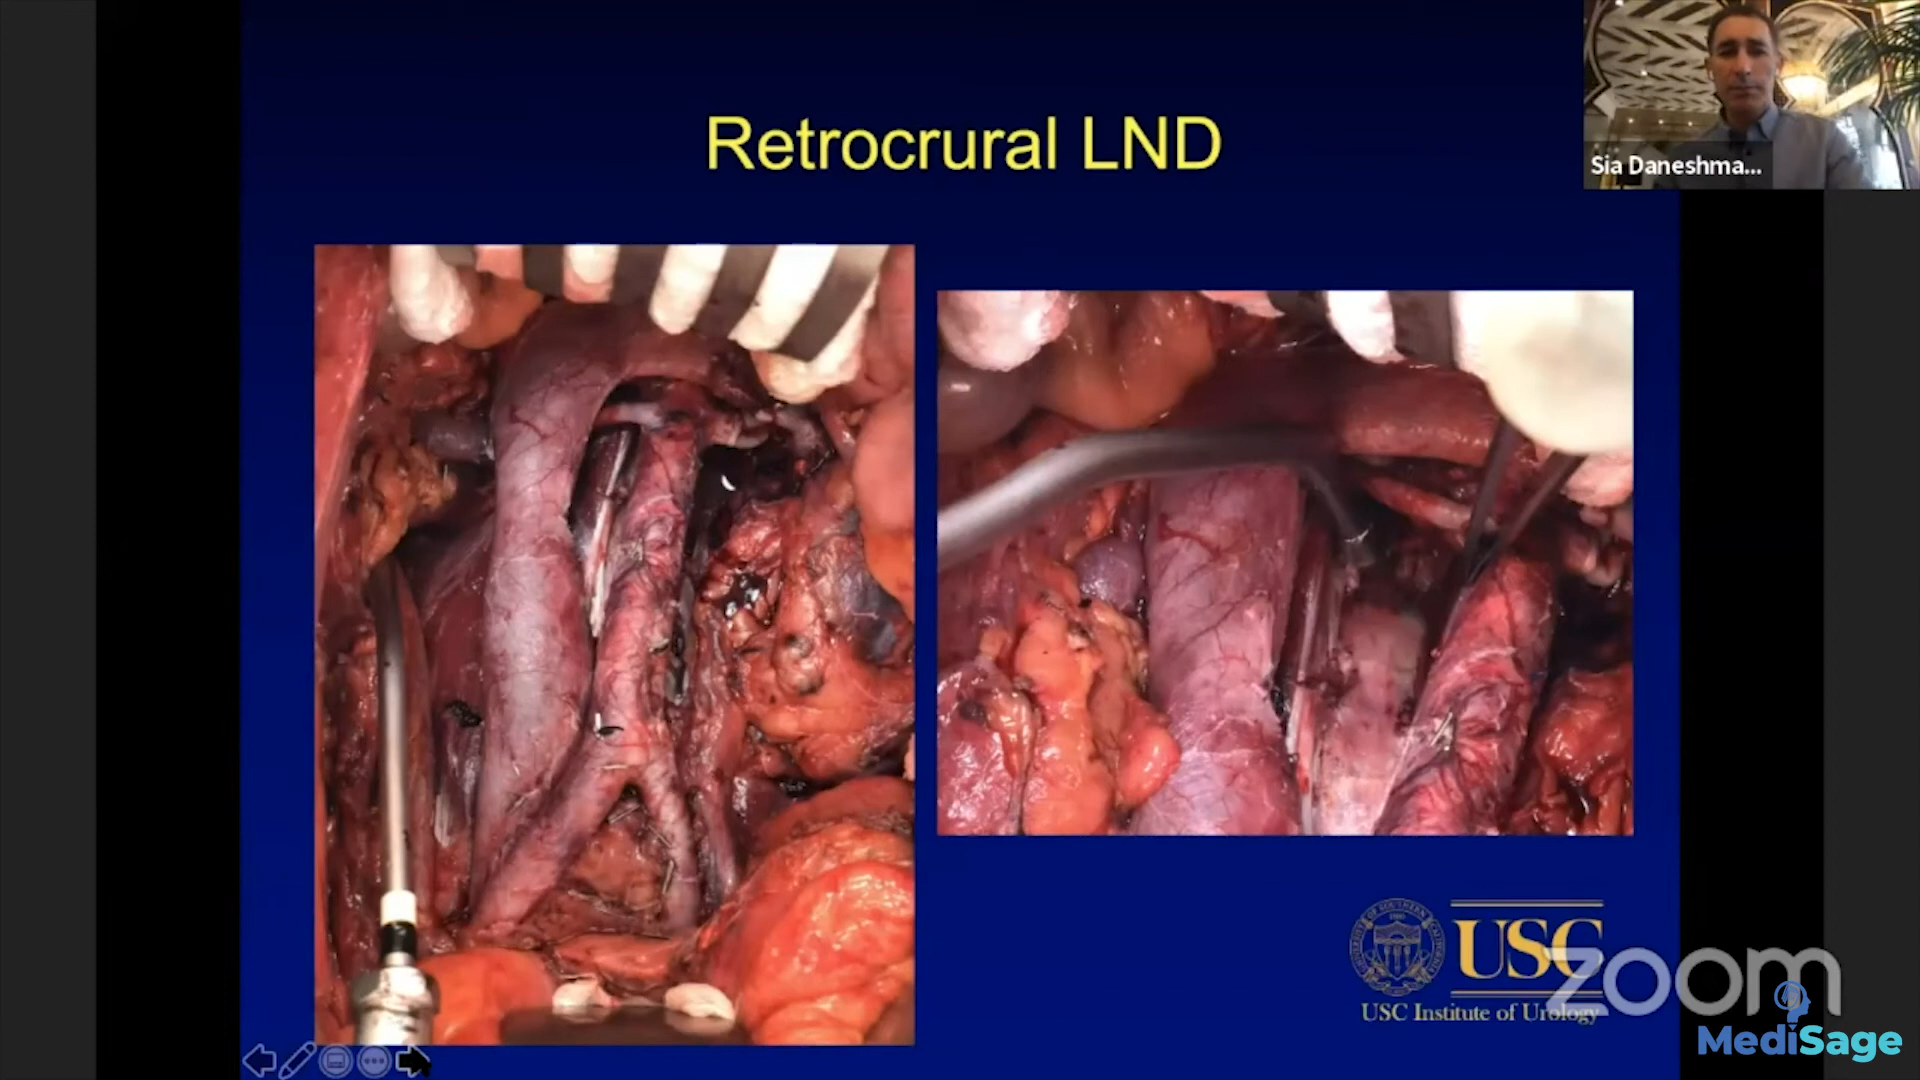 Retrocrural LND
Sia Daneshma...
USC
USC Institute of Urology
zoom
MediSage